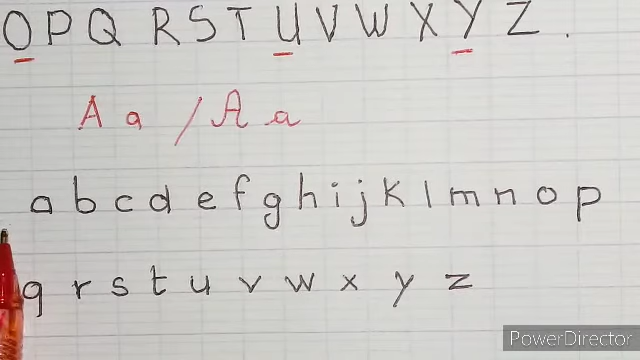 O P Q R S T U V W X Y Z .
A a / A a
a b c d e f g h i j k l m n o p
q r s t u v w x y z
PowerDirector